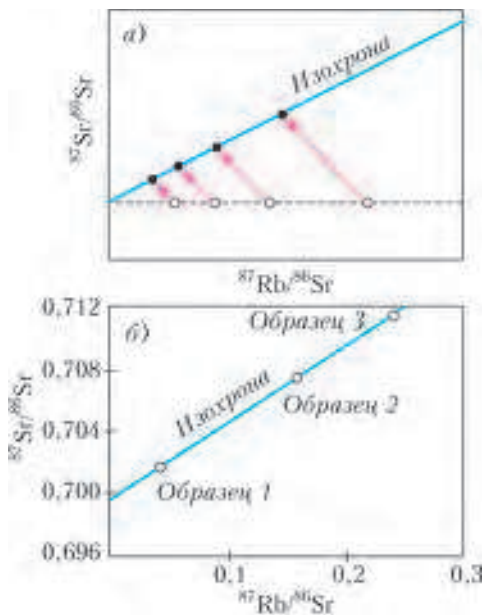 а)
Изохрона
⁸⁷Sr/⁸⁶Sr
⁸⁷Rb/⁸⁶Sr
б)
0,712
0,708
0,704
0,700
0,696
⁸⁷Sr/⁸⁶Sr
Изохрона
Образец 3
Образец 2
Образец 1
0.1
0.2
0.3
⁸⁷Rb/⁸⁶Sr